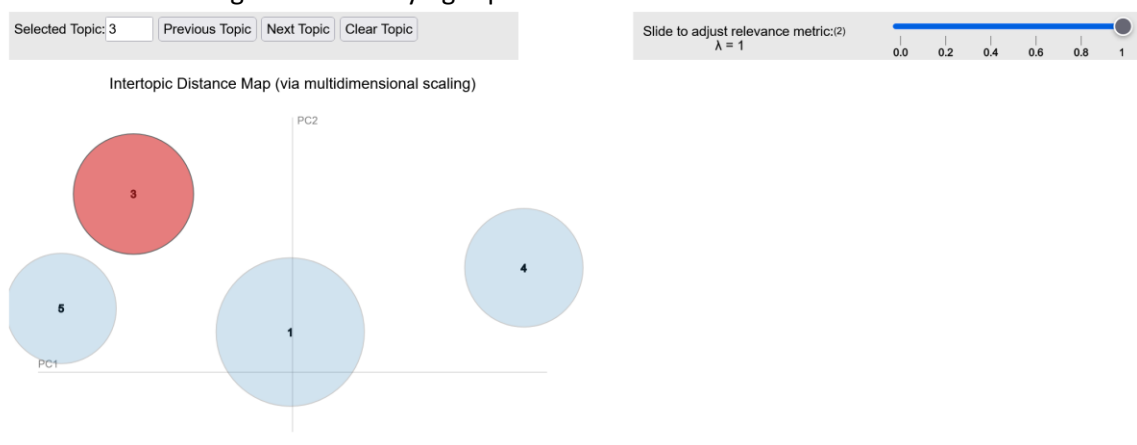 Selected Topic: 3 Previous Topic Next Topic Clear Topic
Slide to adjust relevance metric:(2)
λ = 1
0.0 0.2 0.4 0.6 0.8 1
Intertopic Distance Map (via multidimensional scaling)
PC2
3
4
5
1
PC1